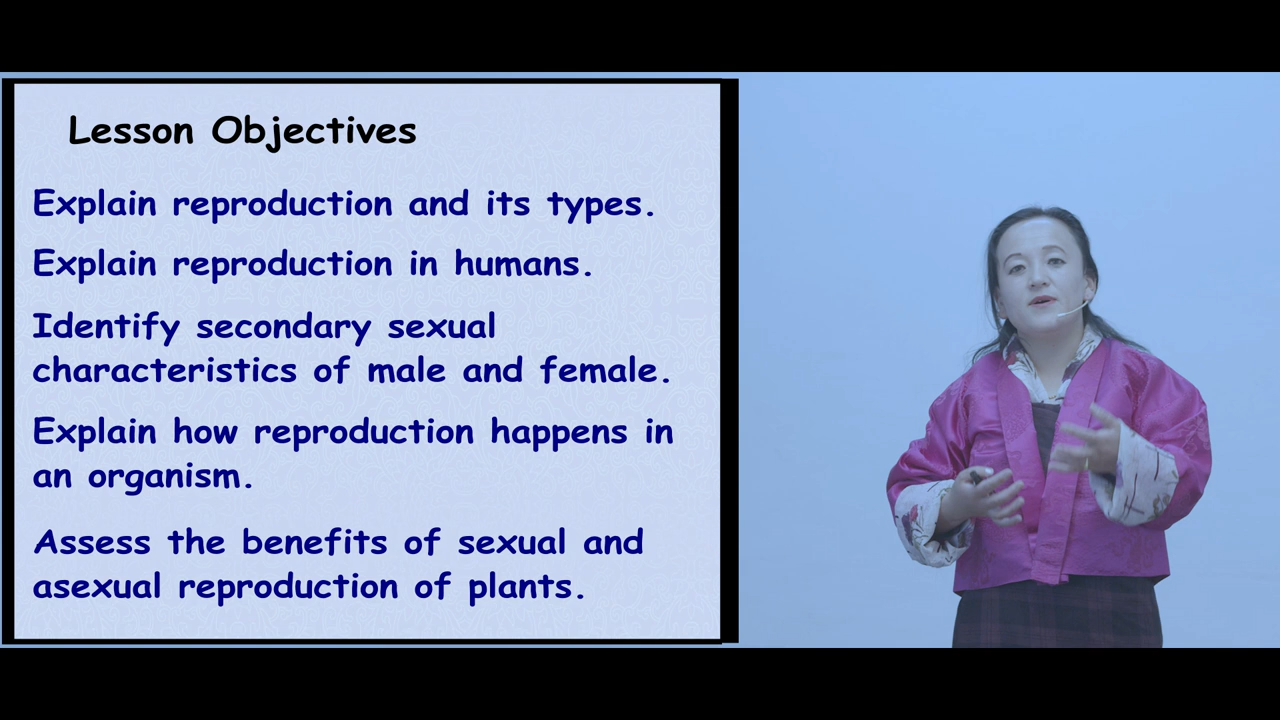 Lesson Objectives
Explain reproduction and its types.
Explain reproduction in humans.
Identify secondary sexual
characteristics of male and female.
Explain how reproduction happens in
an organism.
Assess the benefits of sexual and
asexual reproduction of plants.